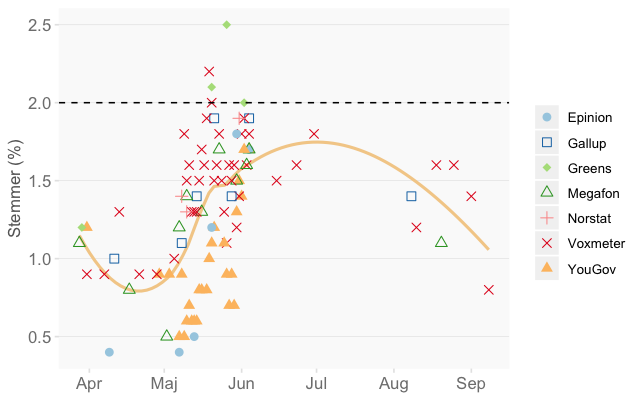 Stemmer (%)
2.5
2.0
1.5
1.0
0.5
Apr Maj Jun Jul Aug Sep
Epinion
Gallup
Greens
Megafon
Norstat
Voxmeter
YouGov